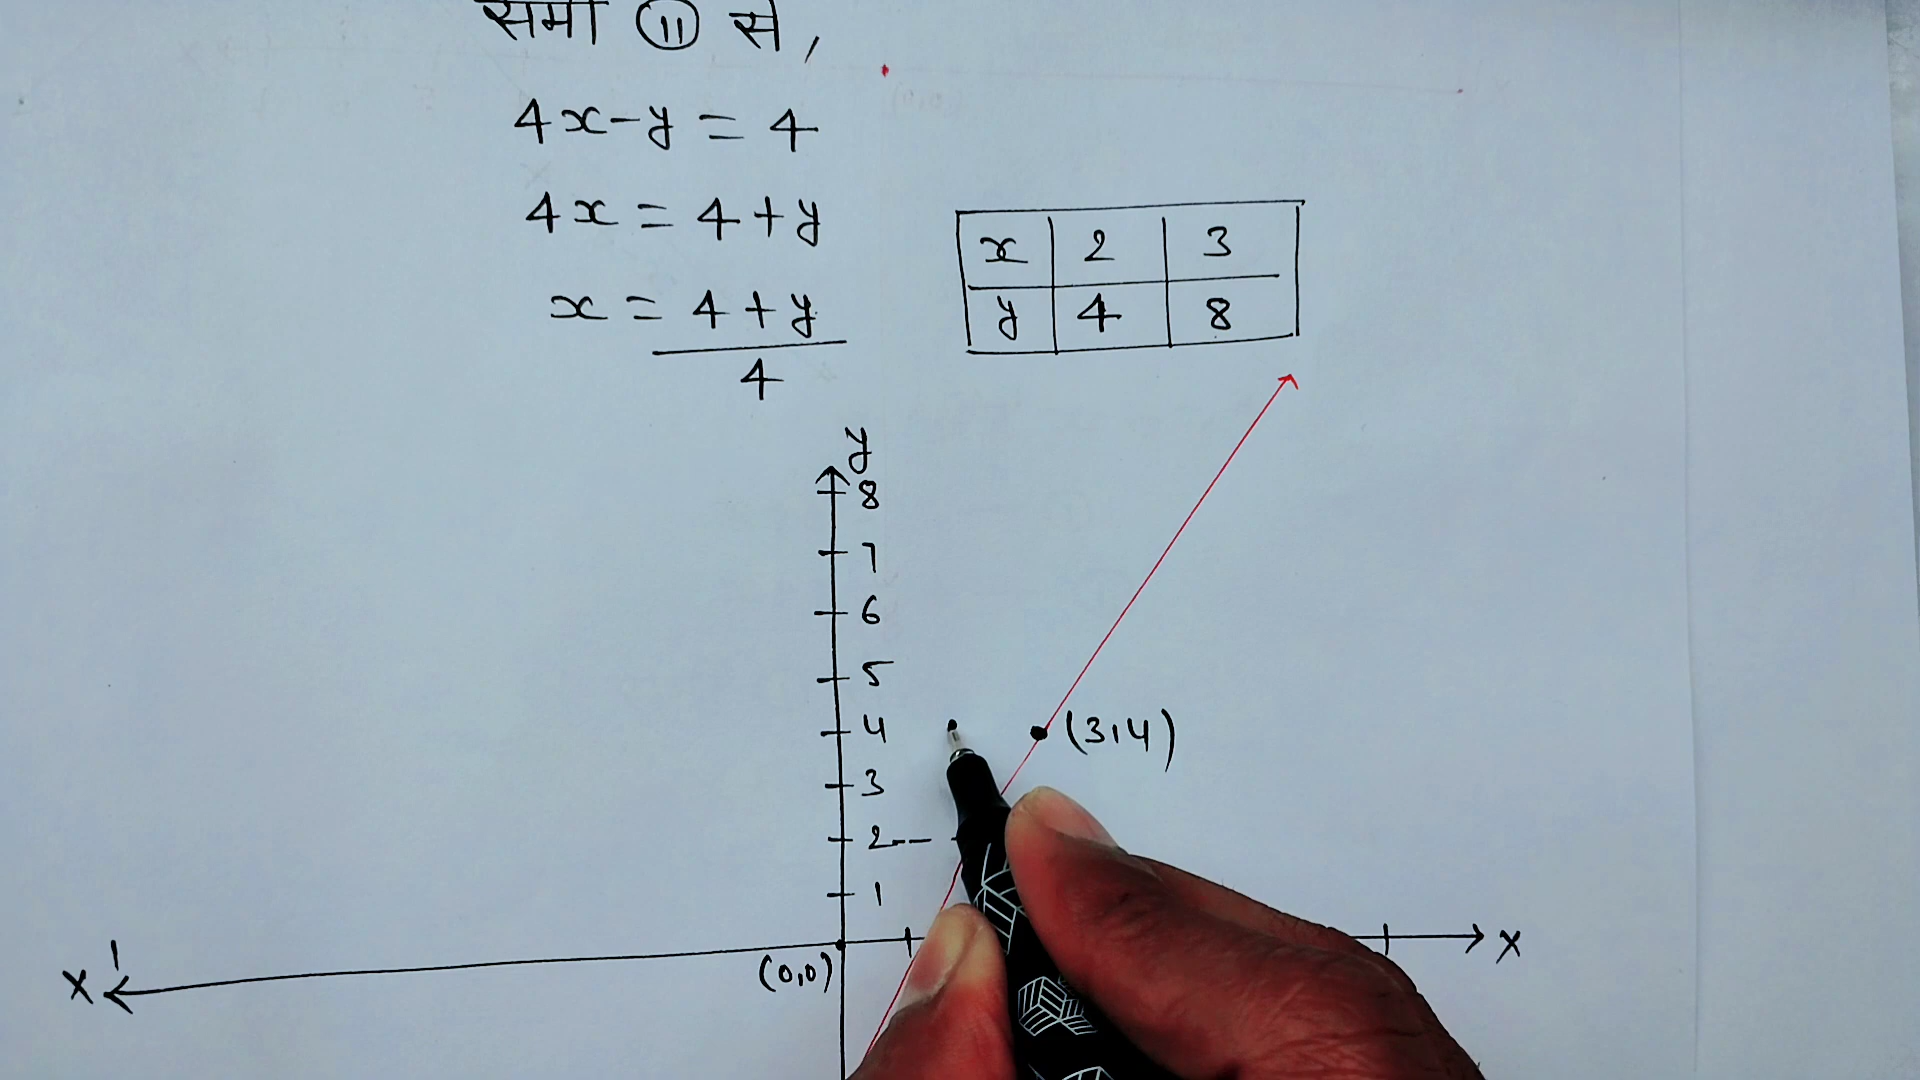 समी (11) से,
4x-y = 4
4x = 4+y
x = 4+y
4
x 2 3
y 4 8
y
8
7
6
5
4 (3,4)
3
2
1
X' X
(0,0)